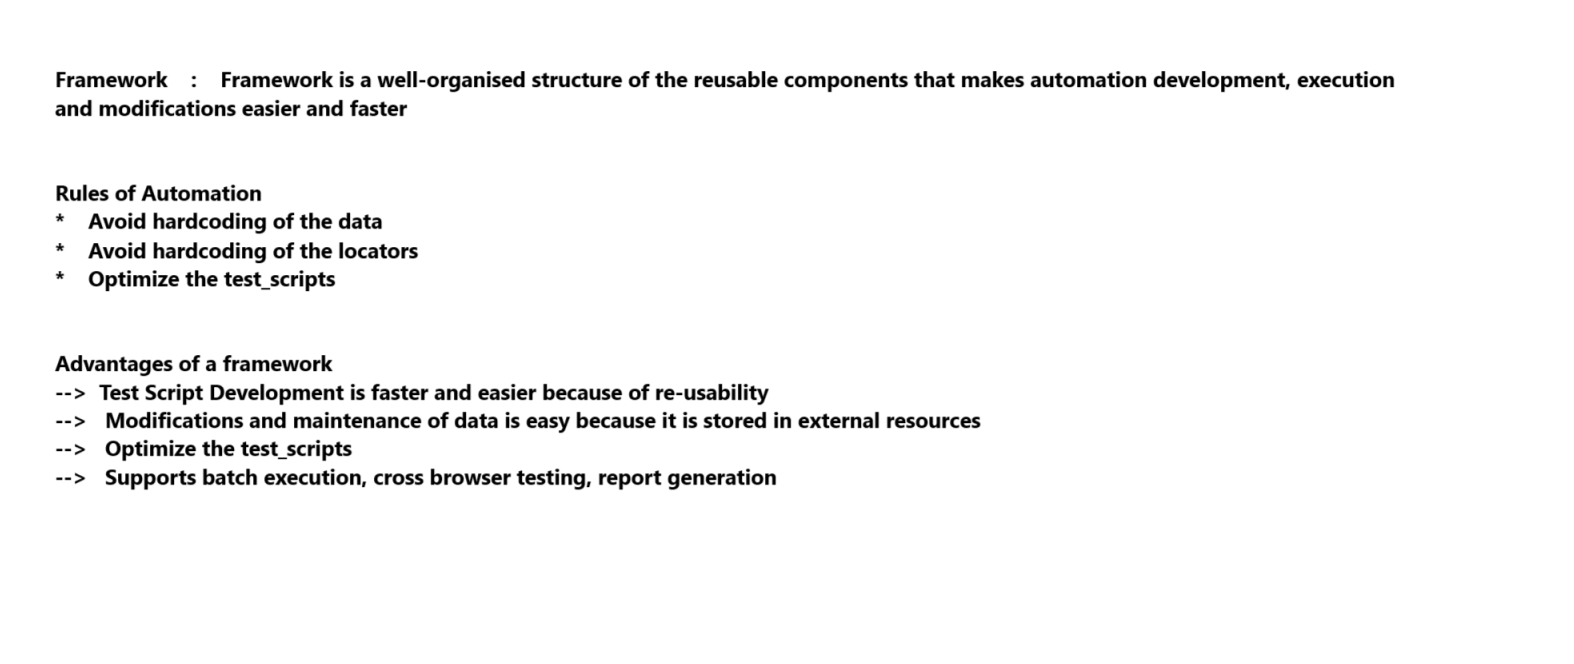 Framework : Framework is a well-organised structure of the reusable components that makes automation development, execution
and modifications easier and faster
Rules of Automation
* Avoid hardcoding of the data
* Avoid hardcoding of the locators
* Optimize the test_scripts
Advantages of a framework
--> Test Script Development is faster and easier because of re-usability
--> Modifications and maintenance of data is easy because it is stored in external resources
--> Optimize the test_scripts
--> Supports batch execution, cross browser testing, report generation